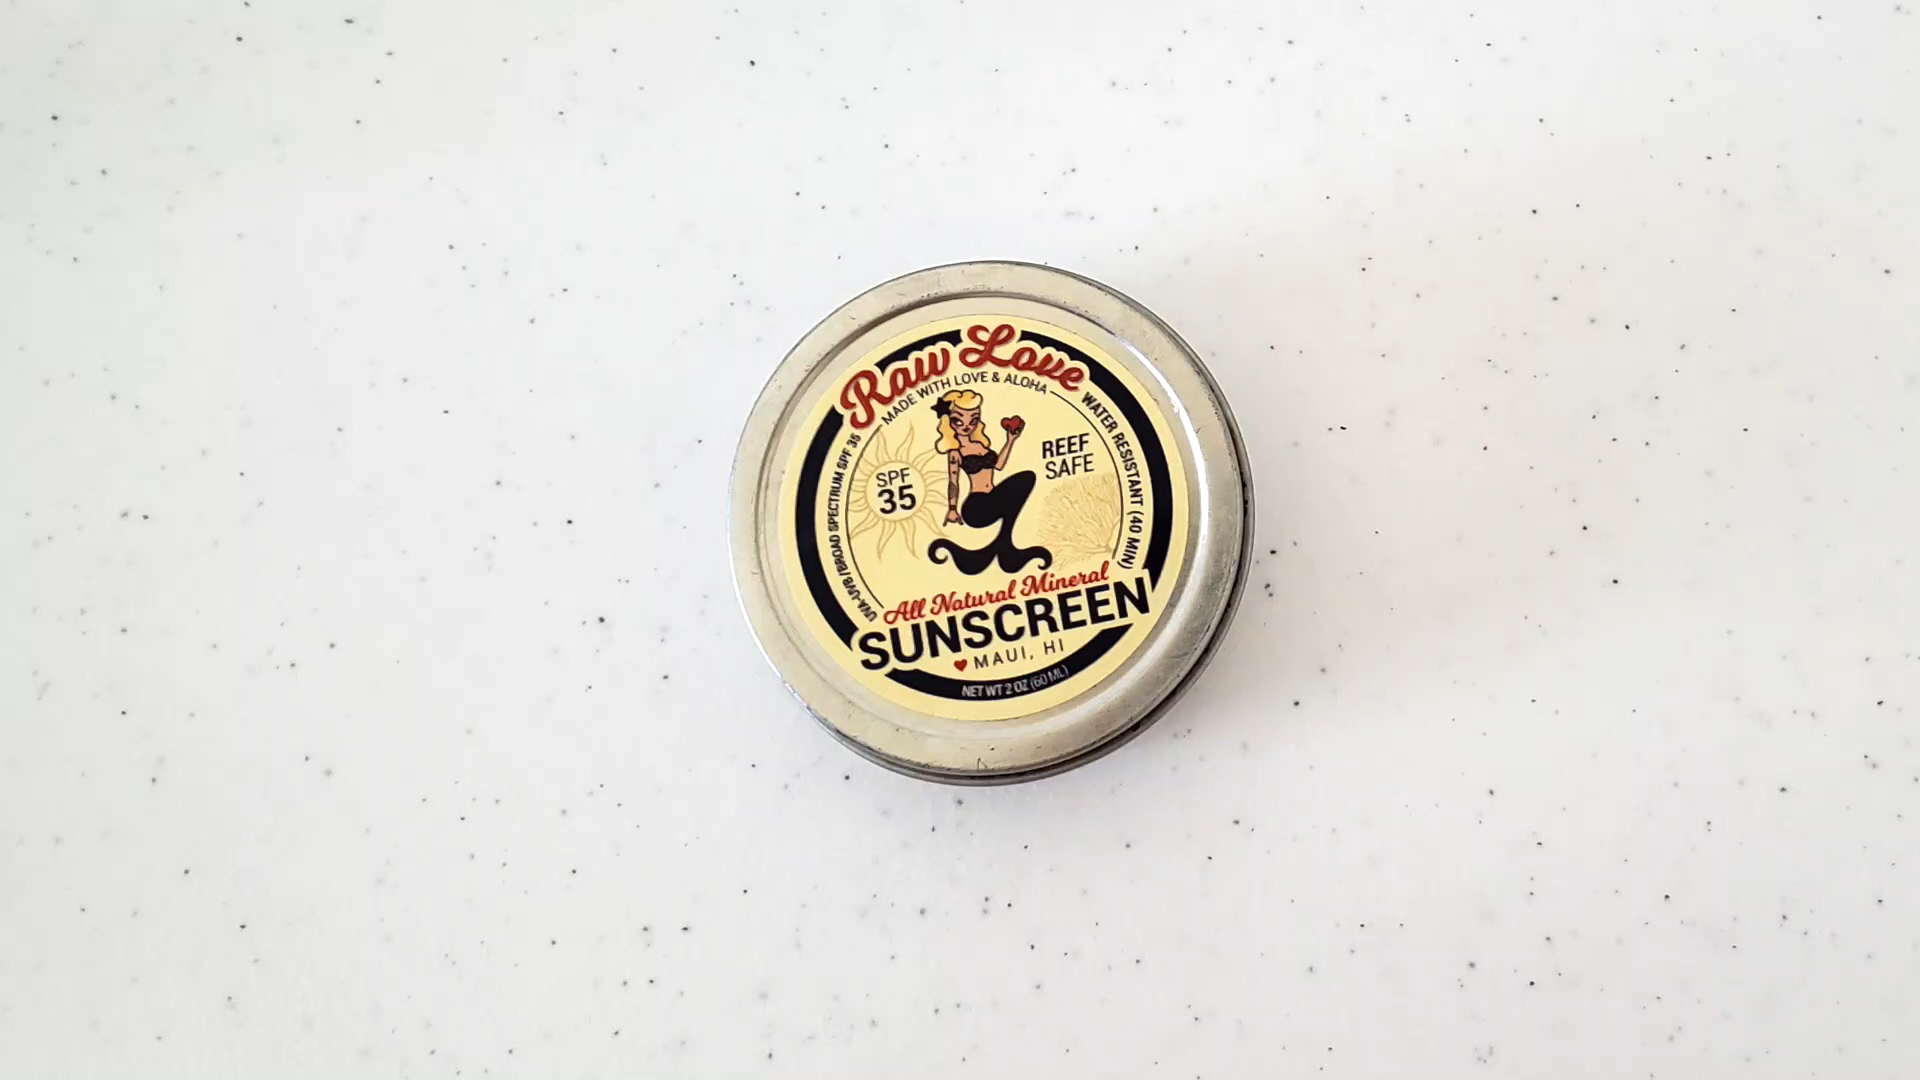 Raw Love
MADE WITH LOVE & ALOHA
UVA-UVB/BROAD SPECTRUM SPF 35
WATER RESISTANT (40 MIN)
SPF
35
REEF
SAFE
All Natural Mineral
SUNSCREEN
MAUI, HI
NET WT 2 OZ (60 ML)